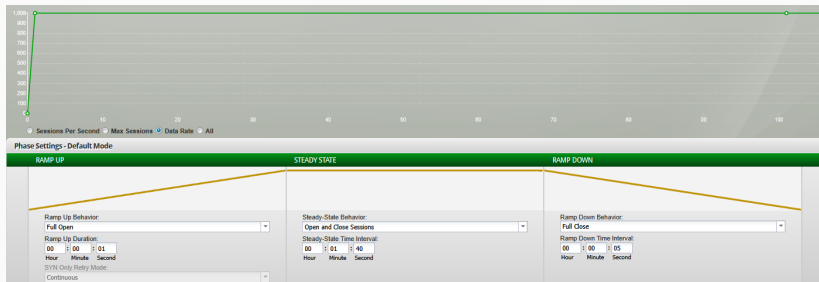 1,000
900
800
700
600
500
400
300
200
100
0
0 10 20 30 40 50 60 70 80 90 100
Sessions Per Second Max Sessions Data Rate All
Phase Settings - Default Mode
RAMP UP STEADY STATE RAMP DOWN
Ramp Up Behavior: Steady-State Behavior: Ramp Down Behavior:
Full Open Open and Close Sessions Full Close
Ramp Up Duration: Steady-State Time Interval: Ramp Down Time Interval:
00 : 00 : 01 00 : 01 : 40 00 : 00 : 05
Hour Minute Second Hour Minute Second Hour Minute Second
SYN Only Retry Mode:
Continuous